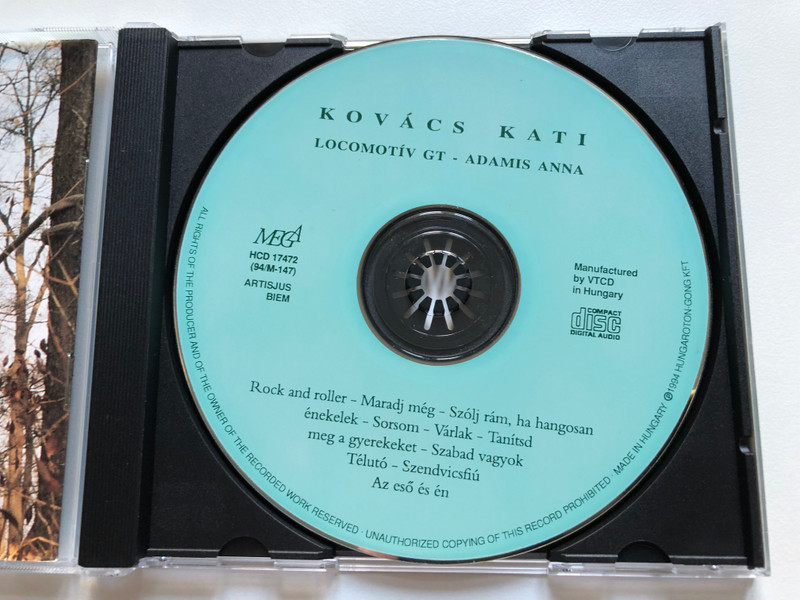 KOVÁCS KATI
LOCOMOTÍV GT - ADAMIS ANNA
MEGA
HCD 17472
(94/M-147)
ARTISJUS
BIEM
Manufactured
by VTCD
in Hungary
COMPACT
disc
DIGITAL AUDIO
Rock and roller – Maradj még – Szólj rám, ha hangosan
énekelek – Sorsom – Várlak – Tanítsd
meg a gyerekeket – Szabad vagyok
Télutó – Szendvicsfiú
Az eső és én
ALL RIGHTS OF THE PRODUCER AND OF THE OWNER OF THE RECORDED WORK RESERVED · UNAUTHORIZED COPYING OF THIS RECORD PROHIBITED · MADE IN HUNGARY ℗1994 HUNGAROTON-GONG KFT